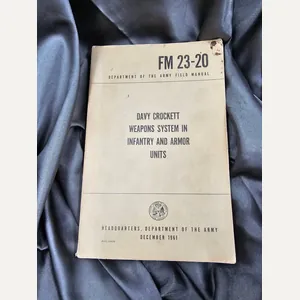 FM 23-20
DEPARTMENT OF THE ARMY FIELD MANUAL
DAVY CROCKETT
WEAPONS SYSTEM IN
INFANTRY AND ARMOR
UNITS
HEADQUARTERS, DEPARTMENT OF THE ARMY
DECEMBER 1961